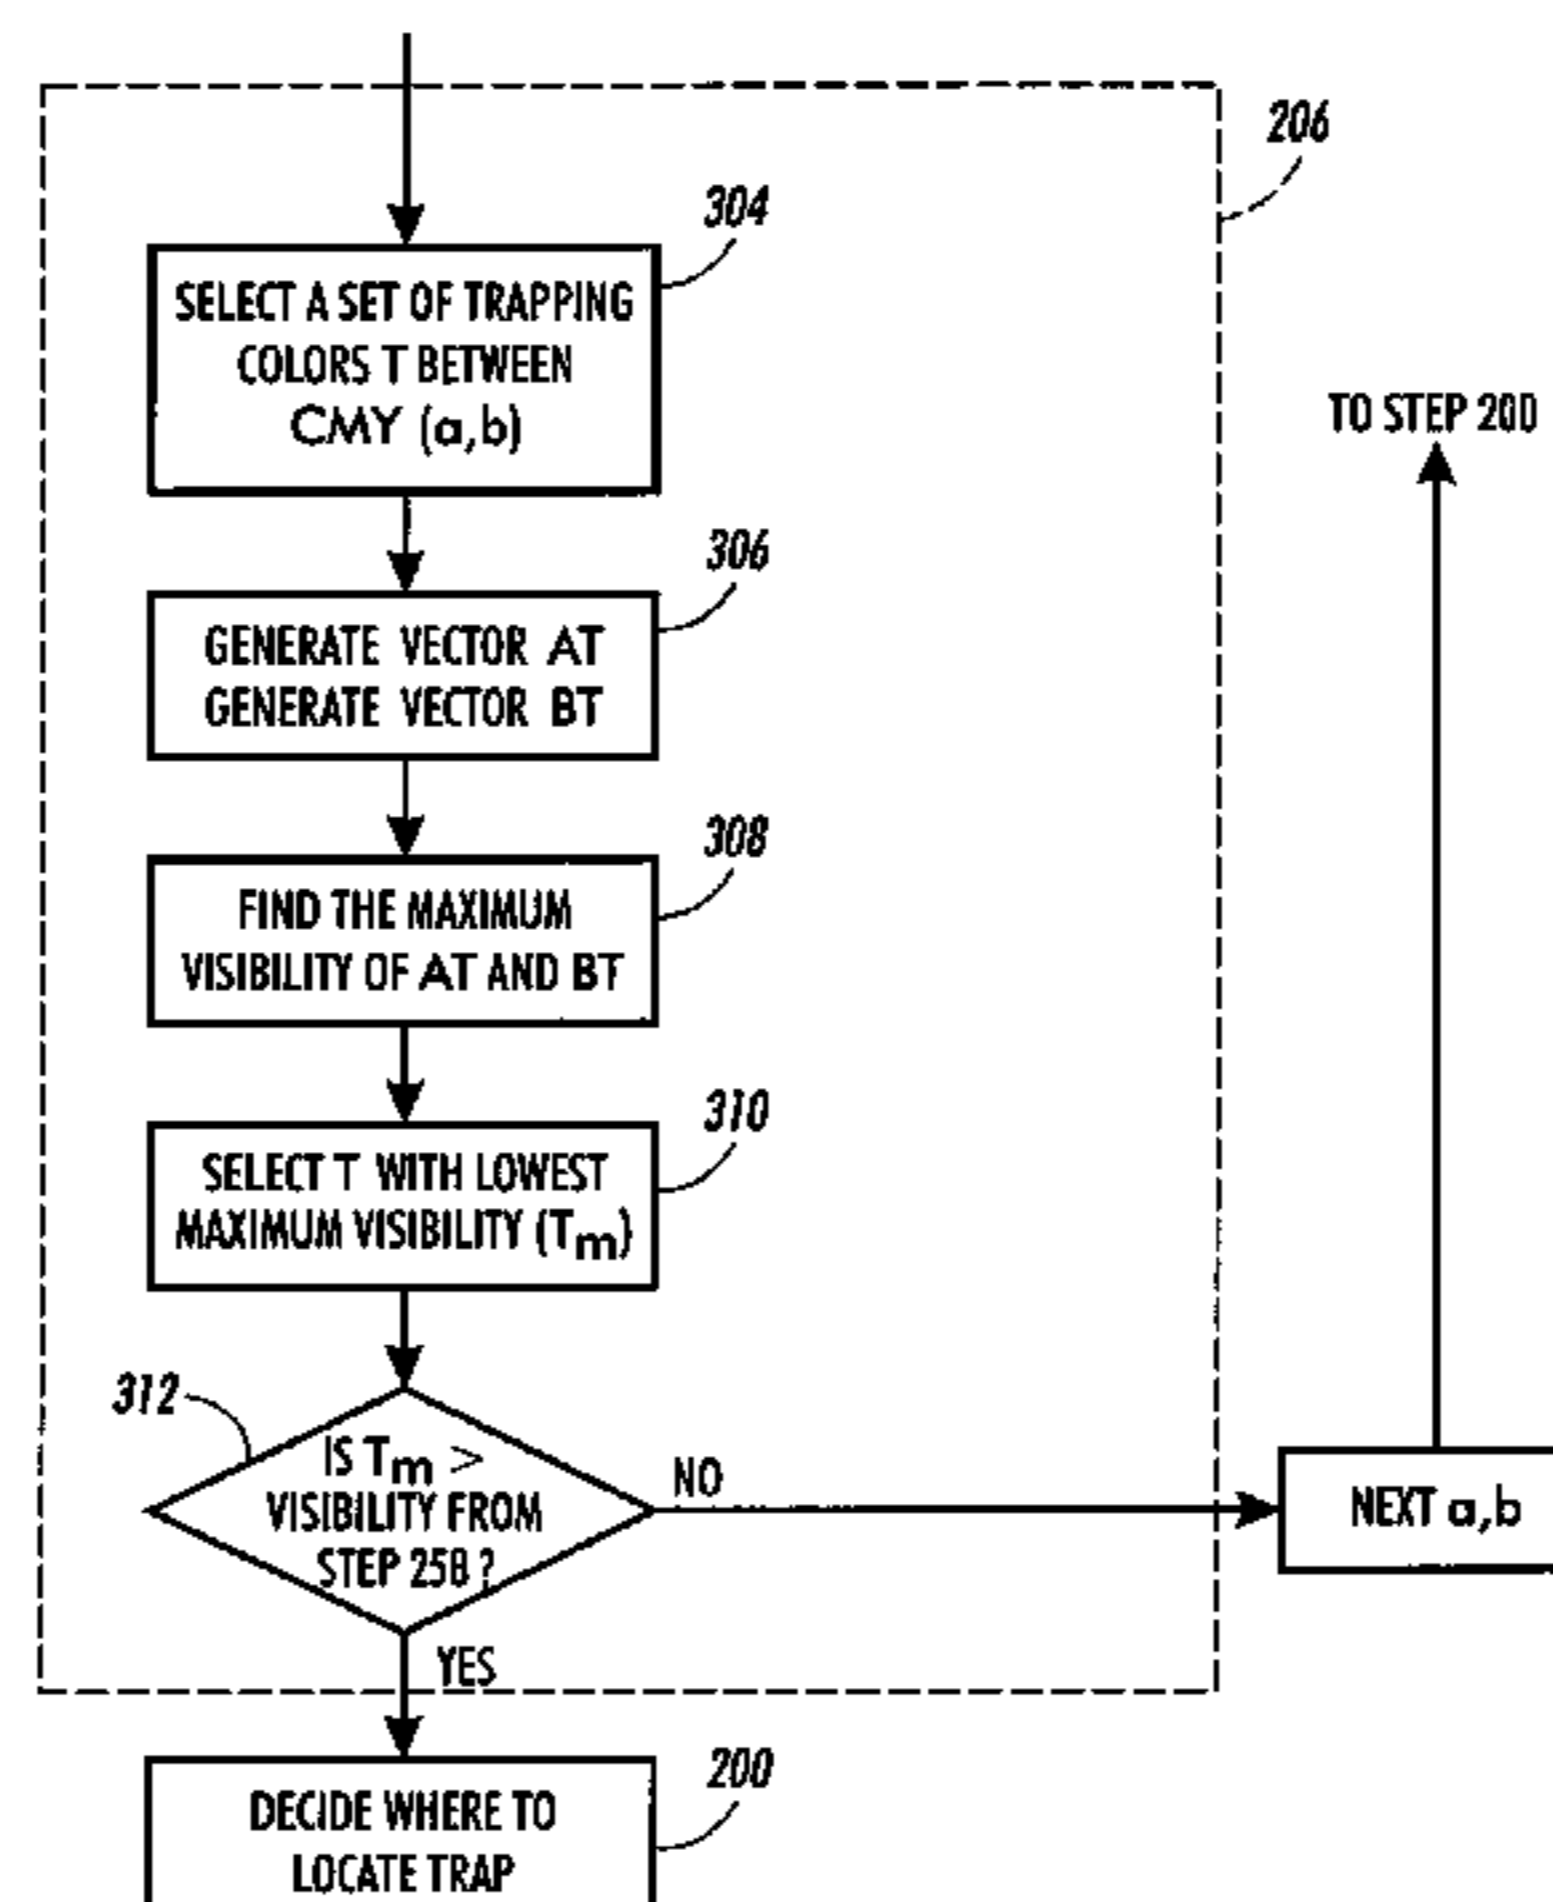 206
304
SELECT A SET OF TRAPPING
COLORS T BETWEEN
CMY (a,b)
TO STEP 200
306
GENERATE VECTOR AT
GENERATE VECTOR BT
308
FIND THE MAXIMUM
VISIBILITY OF AT AND BT
310
SELECT T WITH LOWEST
MAXIMUM VISIBILITY (Tm)
312
IS Tm >
VISIBILITY FROM
STEP 258 ?
NO
NEXT a,b
YES
200
DECIDE WHERE TO
LOCATE TRAP